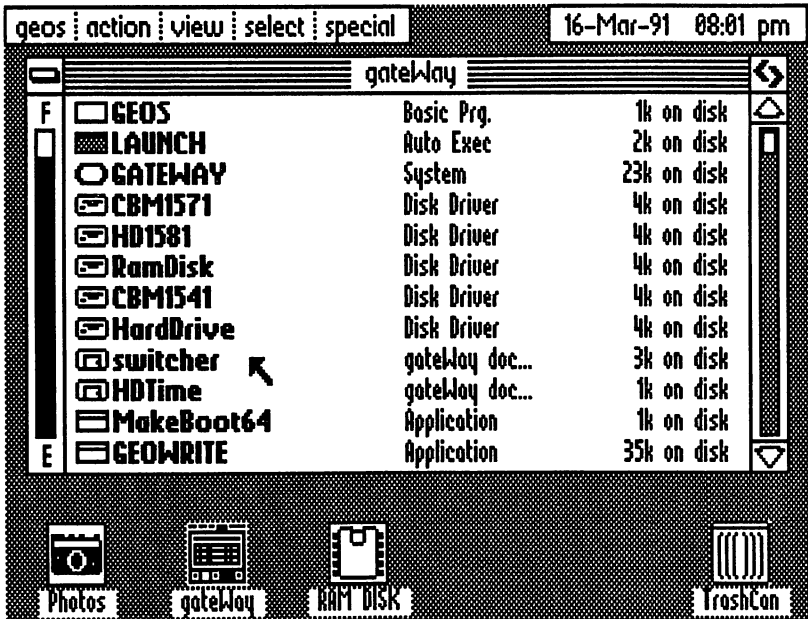 geos action view select special 16-Mar-91 08:01 pm
gateWay
F GEOS Basic Prg. 1k on disk
LAUNCH Auto Exec 2k on disk
GATEWAY System 23k on disk
CBM1571 Disk Driver 4k on disk
HD1581 Disk Driver 4k on disk
RamDisk Disk Driver 4k on disk
CBM1541 Disk Driver 4k on disk
HardDrive Disk Driver 4k on disk
switcher gateWay doc... 3k on disk
HDTime gateWay doc... 1k on disk
MakeBoot64 Application 1k on disk
E GEOWRITE Application 35k on disk
Photos gateWay RAM DISK TrashCan